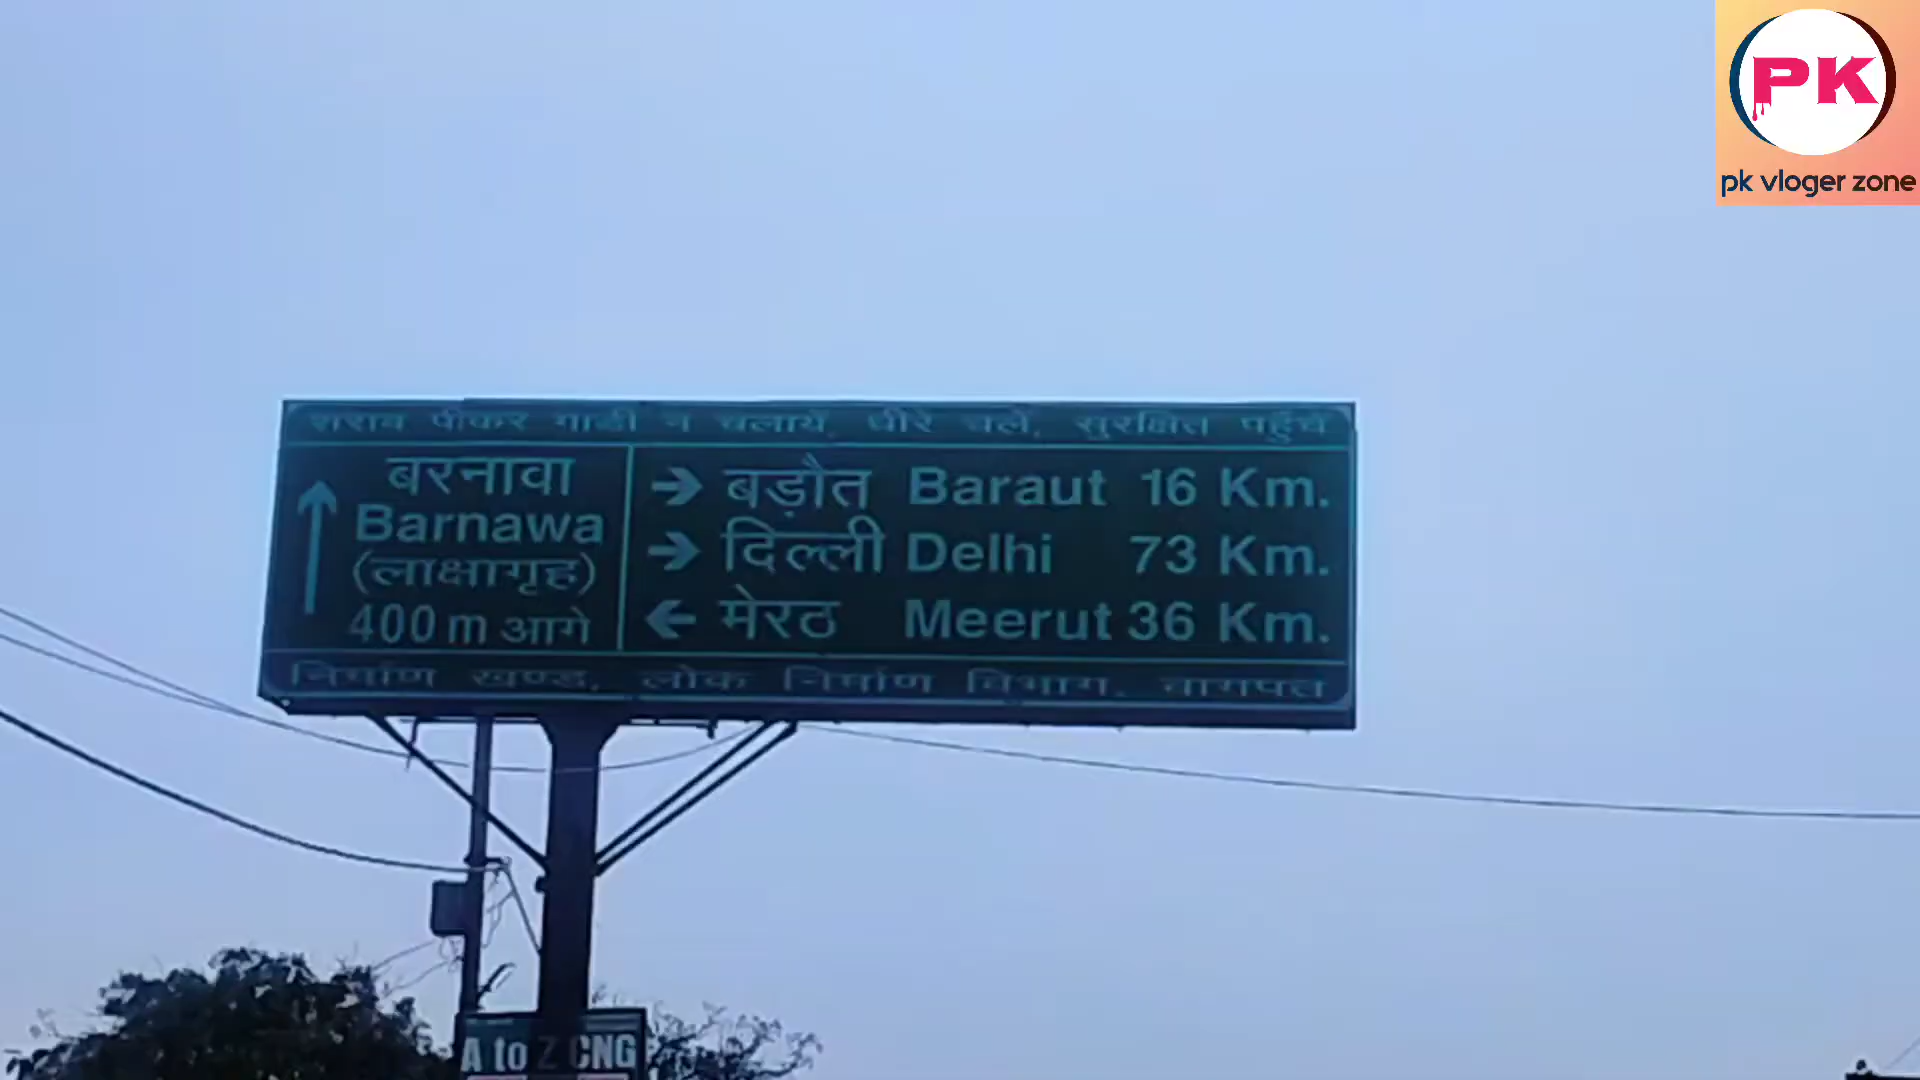 PK
pk vloger zone
शराब पीकर गाडी न चलायें, धीरे चलें, सुरक्षित पहुँचे
बरनावा
Barnawa
(लाक्षागृह)
400 m आगे
बड़ौत Baraut 16 Km.
दिल्ली Delhi 73 Km.
मेरठ Meerut 36 Km.
निर्माण खण्ड, लोक निर्माण विभाग, बागपत
A to Z CNG